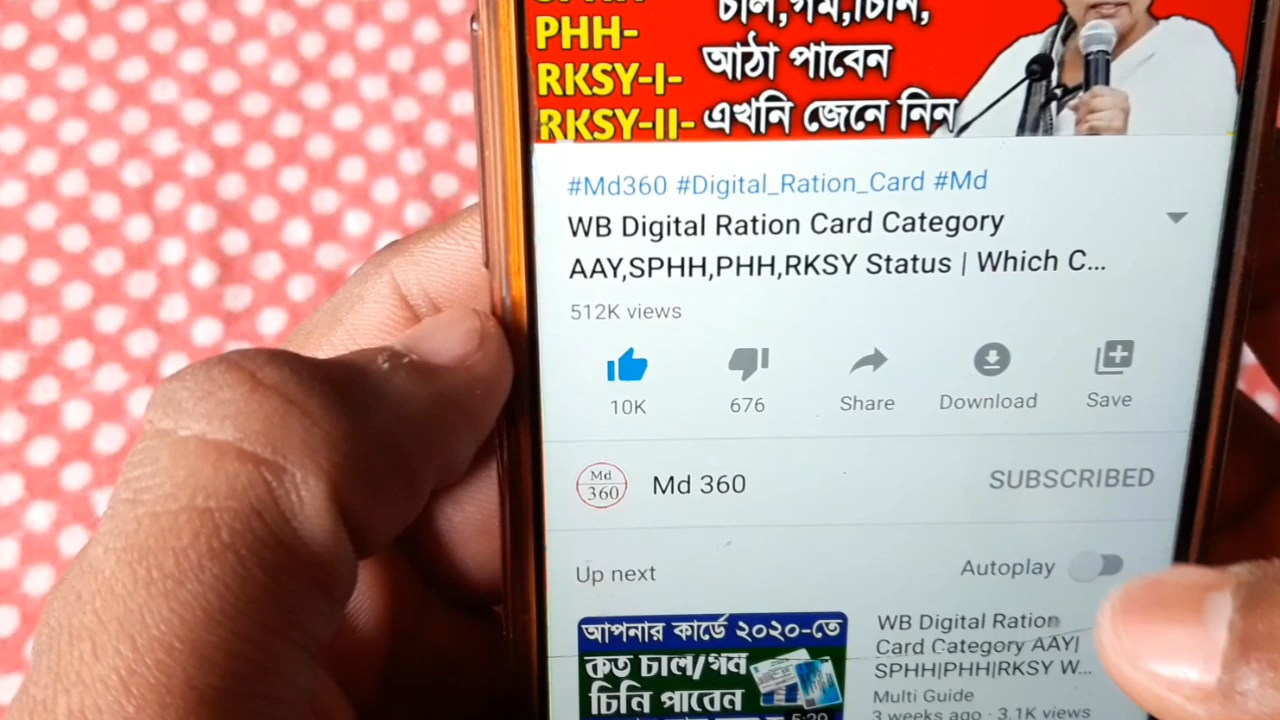 PHH-
RKSY-I-
RKSY-II-
চাল,গম,চিনি,
আঠা পাবেন
এখনি জেনে নিন
#Md360 #Digital_Ration_Card #Md
WB Digital Ration Card Category
AAY,SPHH,PHH,RKSY Status | Which C...
512K views
10K
676
Share
Download
Save
Md
360
Md 360
SUBSCRIBED
Up next
Autoplay
আপনার কার্ডে ২০২০-তে
কত চাল/গম
চিনি পাবেন
5:29
WB Digital Ration
Card Category AAY|
SPHH|PHH|RKSY W...
Multi Guide
3 weeks ago · 3.1K views